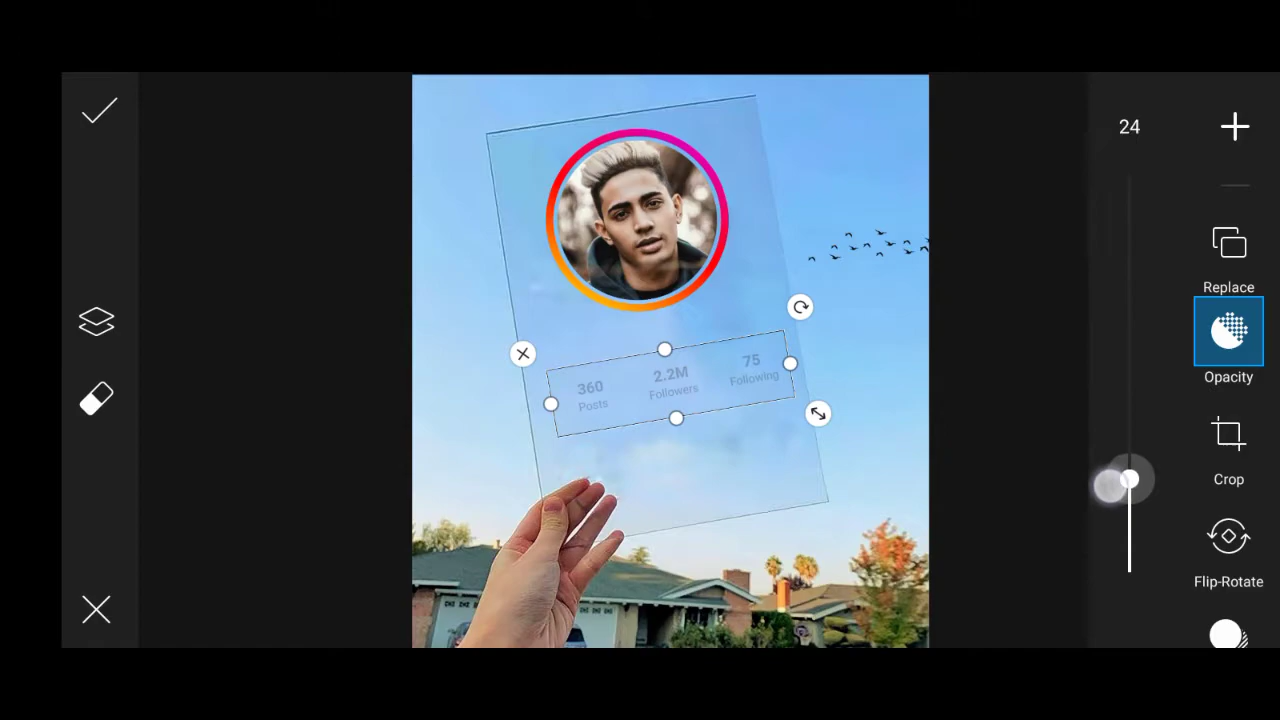 24
Replace
Opacity
Crop
Flip-Rotate
360 2.2M 75
Posts Followers Following